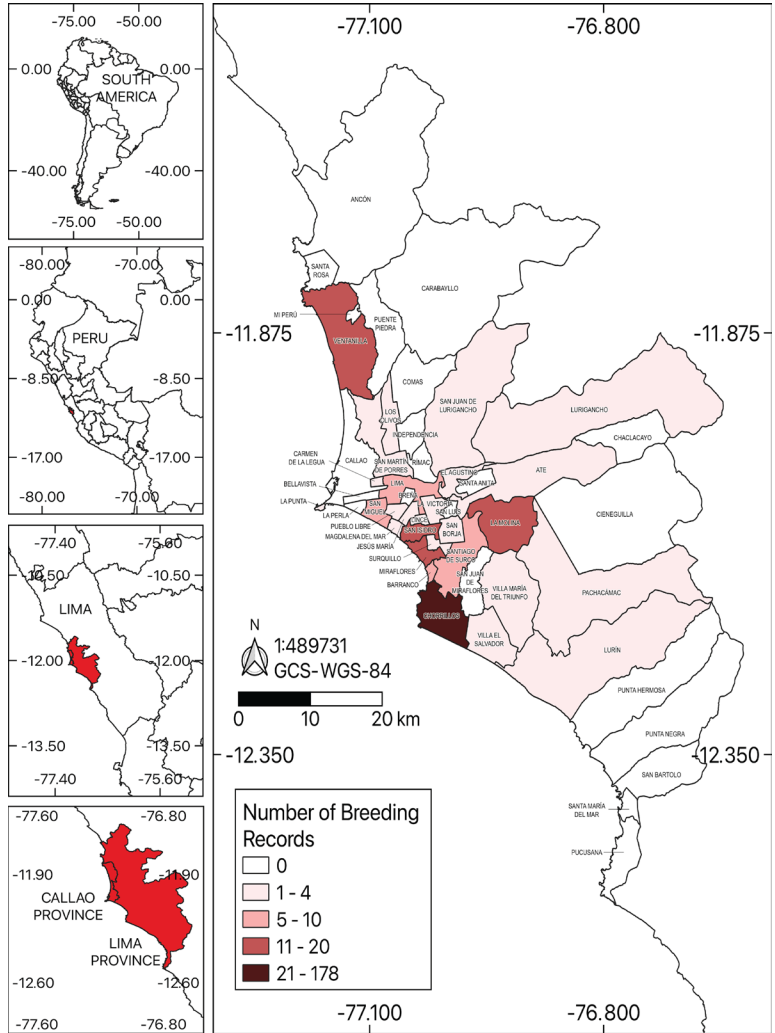 -75.00
-50.00
0.00
0.00
SOUTH
AMERICA
-40.00
-40.00
-75.00
-50.00
-80.00
-70.00
0.00
0.00
PERU
-8.50
-8.50
-17.00
-17.00
-80.00
-70.00
-77.40
-75.60
-10.50
-10.50
LIMA
-12.00
-12.00
-13.50
-13.50
-77.40
-75.60
-77.60
-76.80
-11.90
-11.90
CALLAO
PROVINCE
LIMA
PROVINCE
-12.60
-12.60
-77.60
-76.80
-77.100
-76.800
ANCÓN
SANTA
ROSA
CARABAYLLO
MI PERÚ
PUENTE
PIEDRA
-11.875
-11.875
VENTANILLA
COMAS
SAN JUAN DE
LURIGANCHO
LURIGANCHO
LOS
OLIVOS
INDEPENDENCIA
CHACLACAYO
CARMEN
DE LA LEGUA
CALLAO
SAN MARTIN
DE PORRES
RÍMAC
EL AGUSTINO
ATE
BELLAVISTA
LIMA
SANTA ANITA
LA PUNTA
BREÑA
LA PERLA
SAN
MIGUEL
LA VICTORIA
SAN LUIS
CIENEGUILLA
PUEBLO LIBRE
LINCE
LA MOLINA
MAGDALENA DEL MAR
SAN ISIDRO
SAN
BORJA
JESÚS MARÍA
SURQUILLO
SANTIAGO
DE SURCO
MIRAFLORES
SAN JUAN
DE
MIRAFLORES
BARRANCO
VILLA MARÍA
DEL TRIUNFO
PACHACÁMAC
CHORRILLOS
VILLA EL
SALVADOR
LURÍN
N
1:489731
GCS-WGS-84
0
10
20 km
PUNTA HERMOSA
PUNTA NEGRA
-12.350
-12.350
SAN BARTOLO
SANTA MARÍA
DEL MAR
PUCUSANA
Number of Breeding
Records
0
1 - 4
5 - 10
11 - 20
21 - 178
-77.100
-76.800